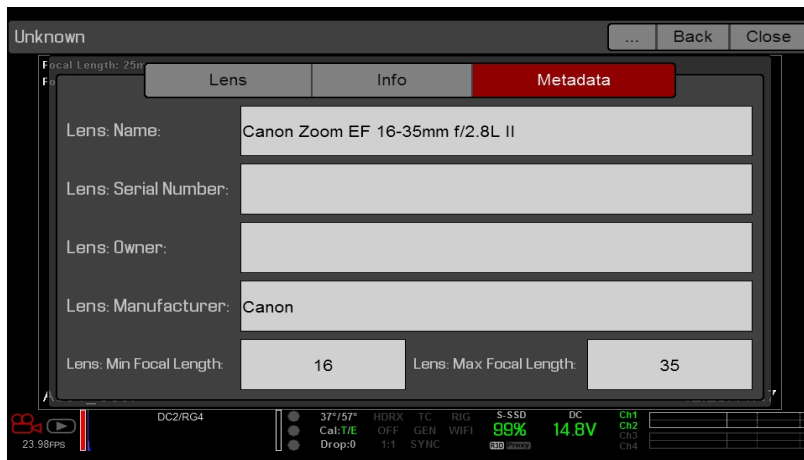 Unknown
...
Back
Close
Focal Length: 25m
Lens
Info
Metadata
Lens: Name:
Canon Zoom EF 16-35mm f/2.8L II
Lens: Serial Number:
Lens: Owner:
Lens: Manufacturer:
Canon
Lens: Min Focal Length:
16
Lens: Max Focal Length:
35
DC2/RG4
37°/57°
HDRX
TC
RIG
S-SSD
DC
Ch1
Cal:T/E
OFF
GEN
WIFI
99%
14.8V
Ch2
Ch3
23.98FPS
Drop:0
1:1
SYNC
R3D
Proxy
Ch4